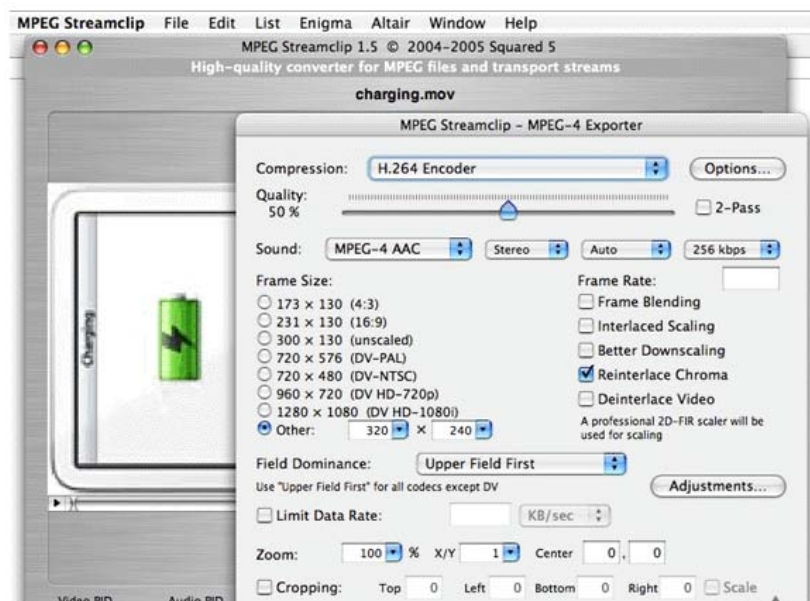 MPEG Streamclip File Edit List Enigma Altair Window Help
MPEG Streamclip 1.5 © 2004-2005 Squared 5
High-quality converter for MPEG files and transport streams
charging.mov
MPEG Streamclip – MPEG-4 Exporter
Compression: H.264 Encoder Options...
Quality:
50 % 2-Pass
Sound: MPEG-4 AAC Stereo Auto 256 kbps
Frame Size: Frame Rate:
173 × 130 (4:3) Frame Blending
231 × 130 (16:9) Interlaced Scaling
300 × 130 (unscaled) Better Downscaling
720 × 576 (DV-PAL) Reinterlace Chroma
720 × 480 (DV-NTSC) Deinterlace Video
960 × 720 (DV HD-720p)
1280 × 1080 (DV HD-1080i)
Other: 320 × 240
A professional 2D-FIR scaler will be
used for scaling
Charging
Field Dominance: Upper Field First
Use "Upper Field First" for all codecs except DV Adjustments...
Limit Data Rate: KB/sec
Zoom: 100 % X/Y 1 Center 0 , 0
Cropping: Top 0 Left 0 Bottom 0 Right 0 Scale
Video PID Audio PID